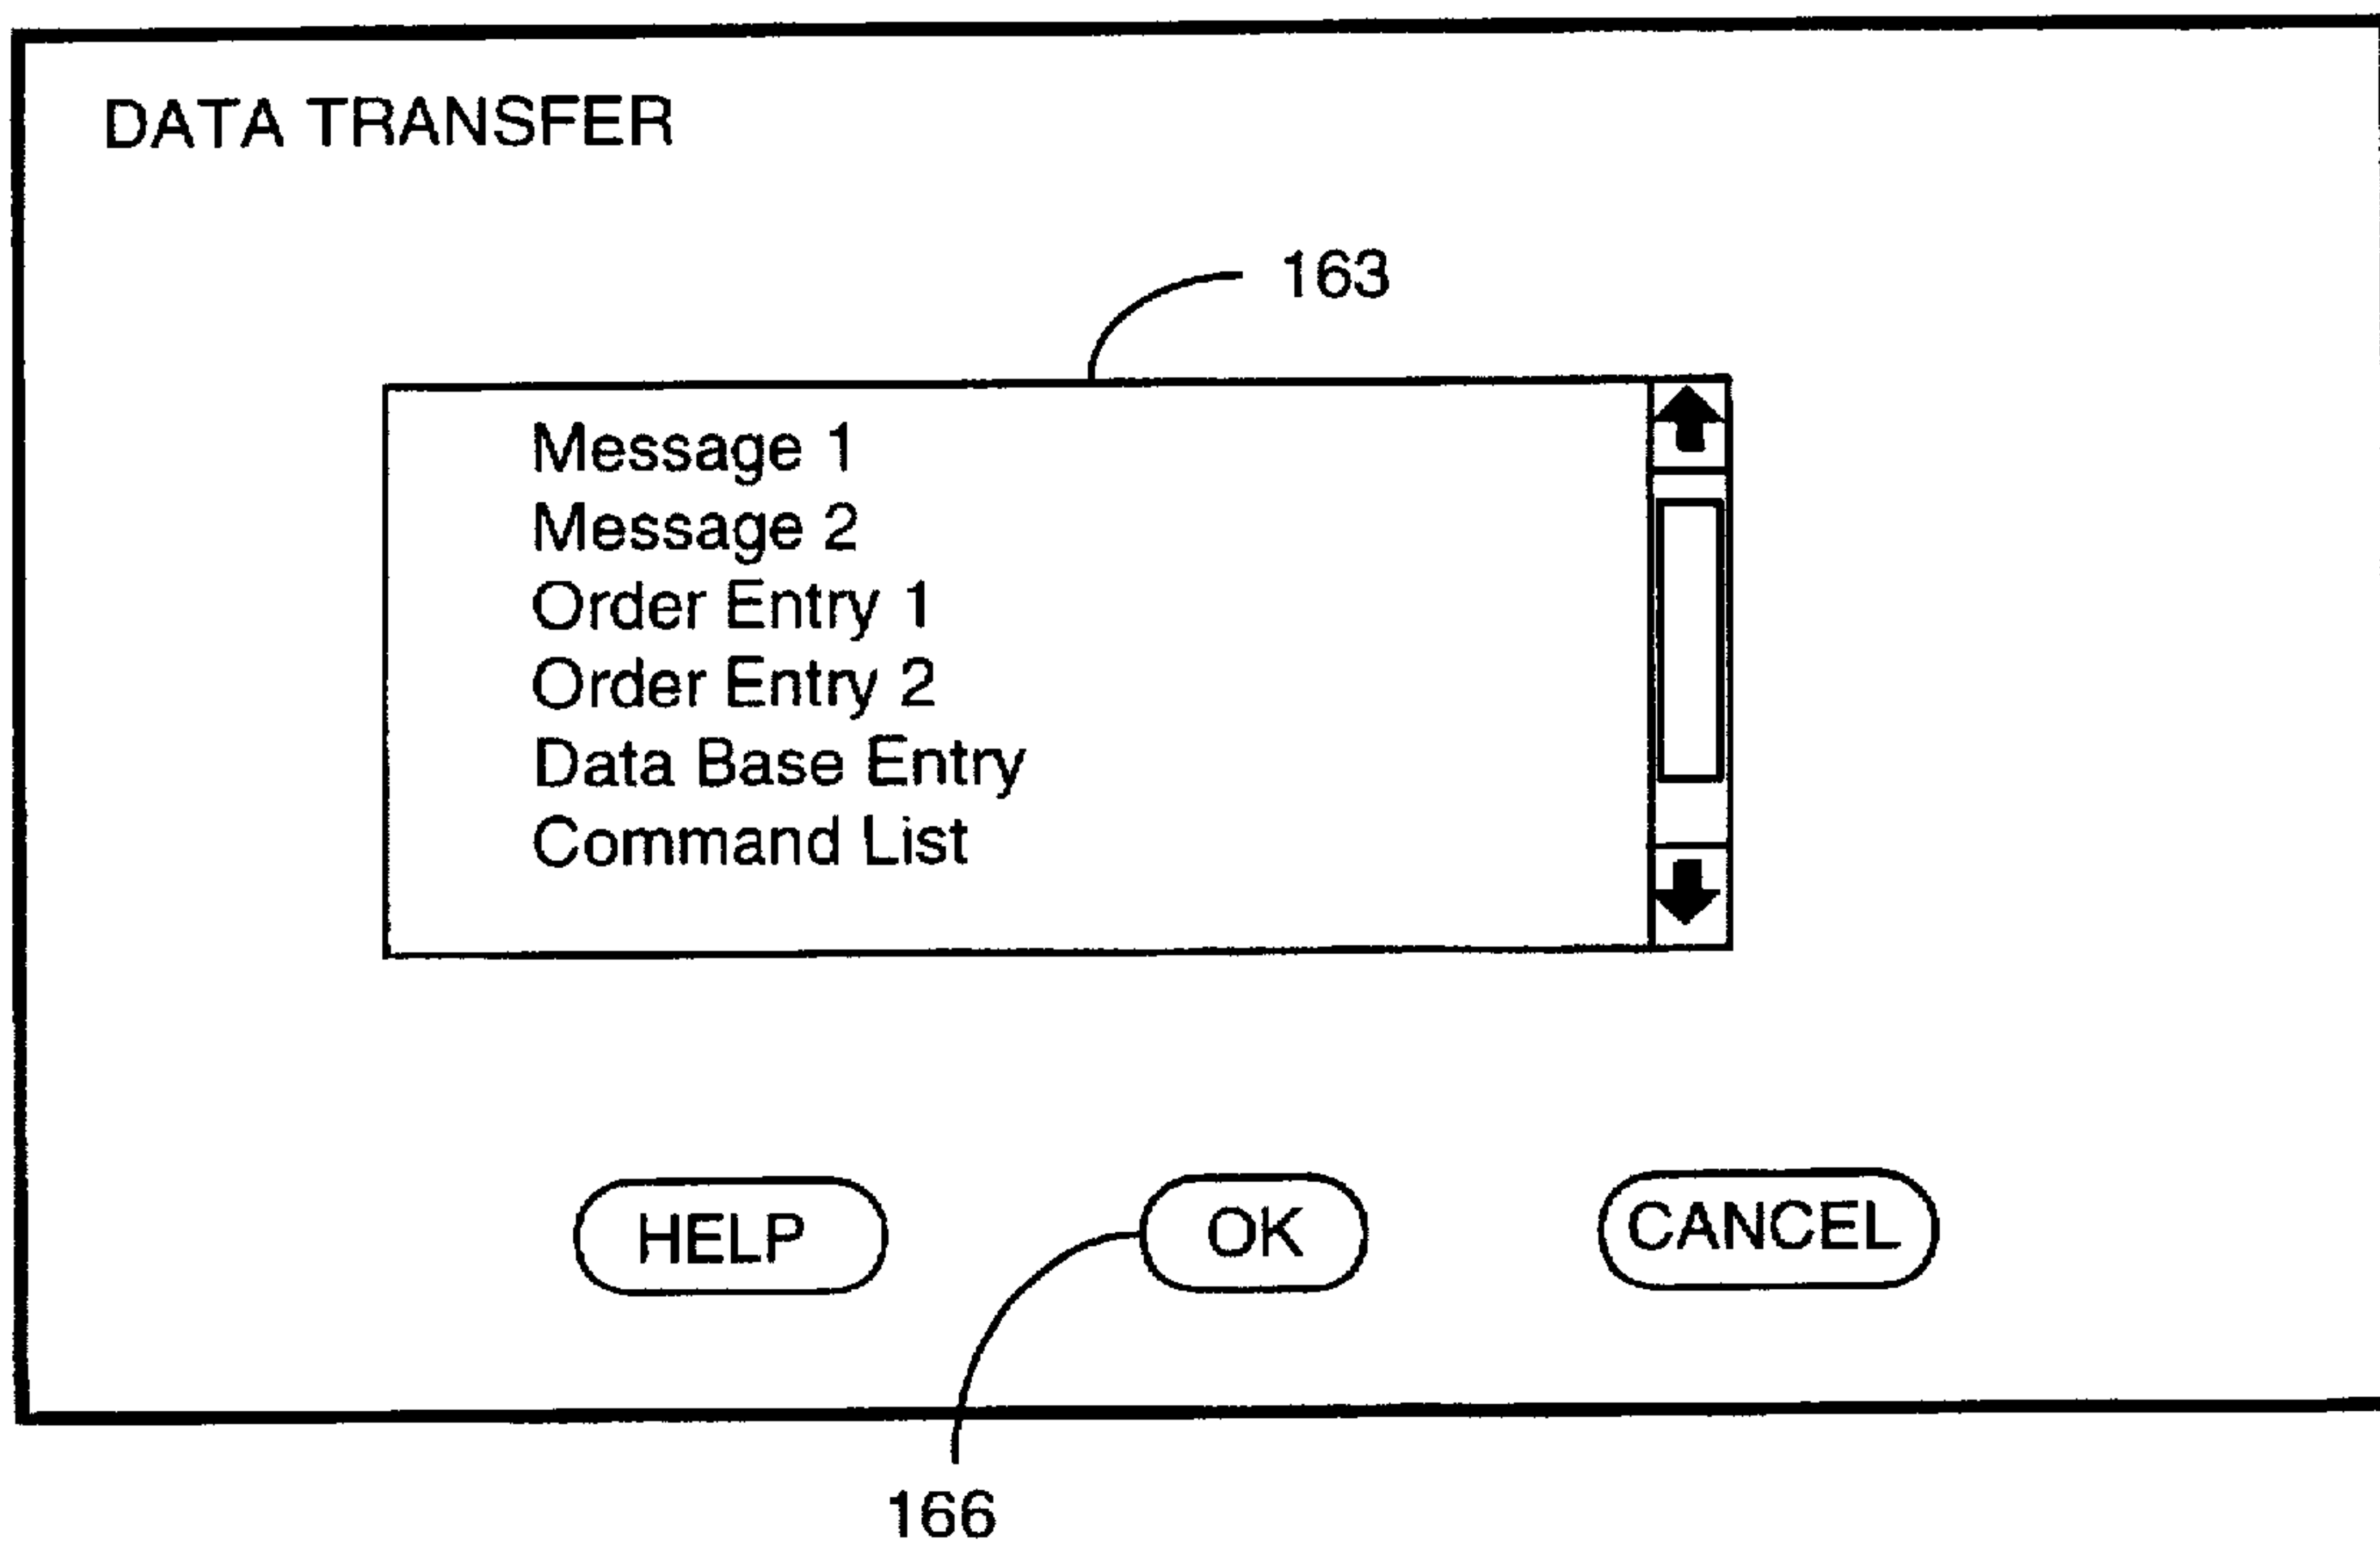 DATA TRANSFER
163
Message 1
Message 2
Order Entry 1
Order Entry 2
Data Base Entry
Command List
HELP OK CANCEL
166